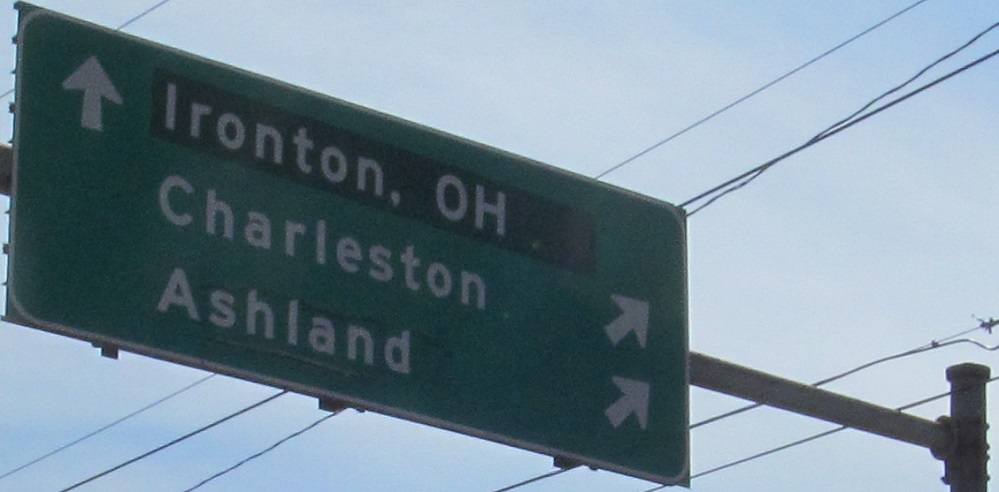 Ironton, OH
Charleston
Ashland